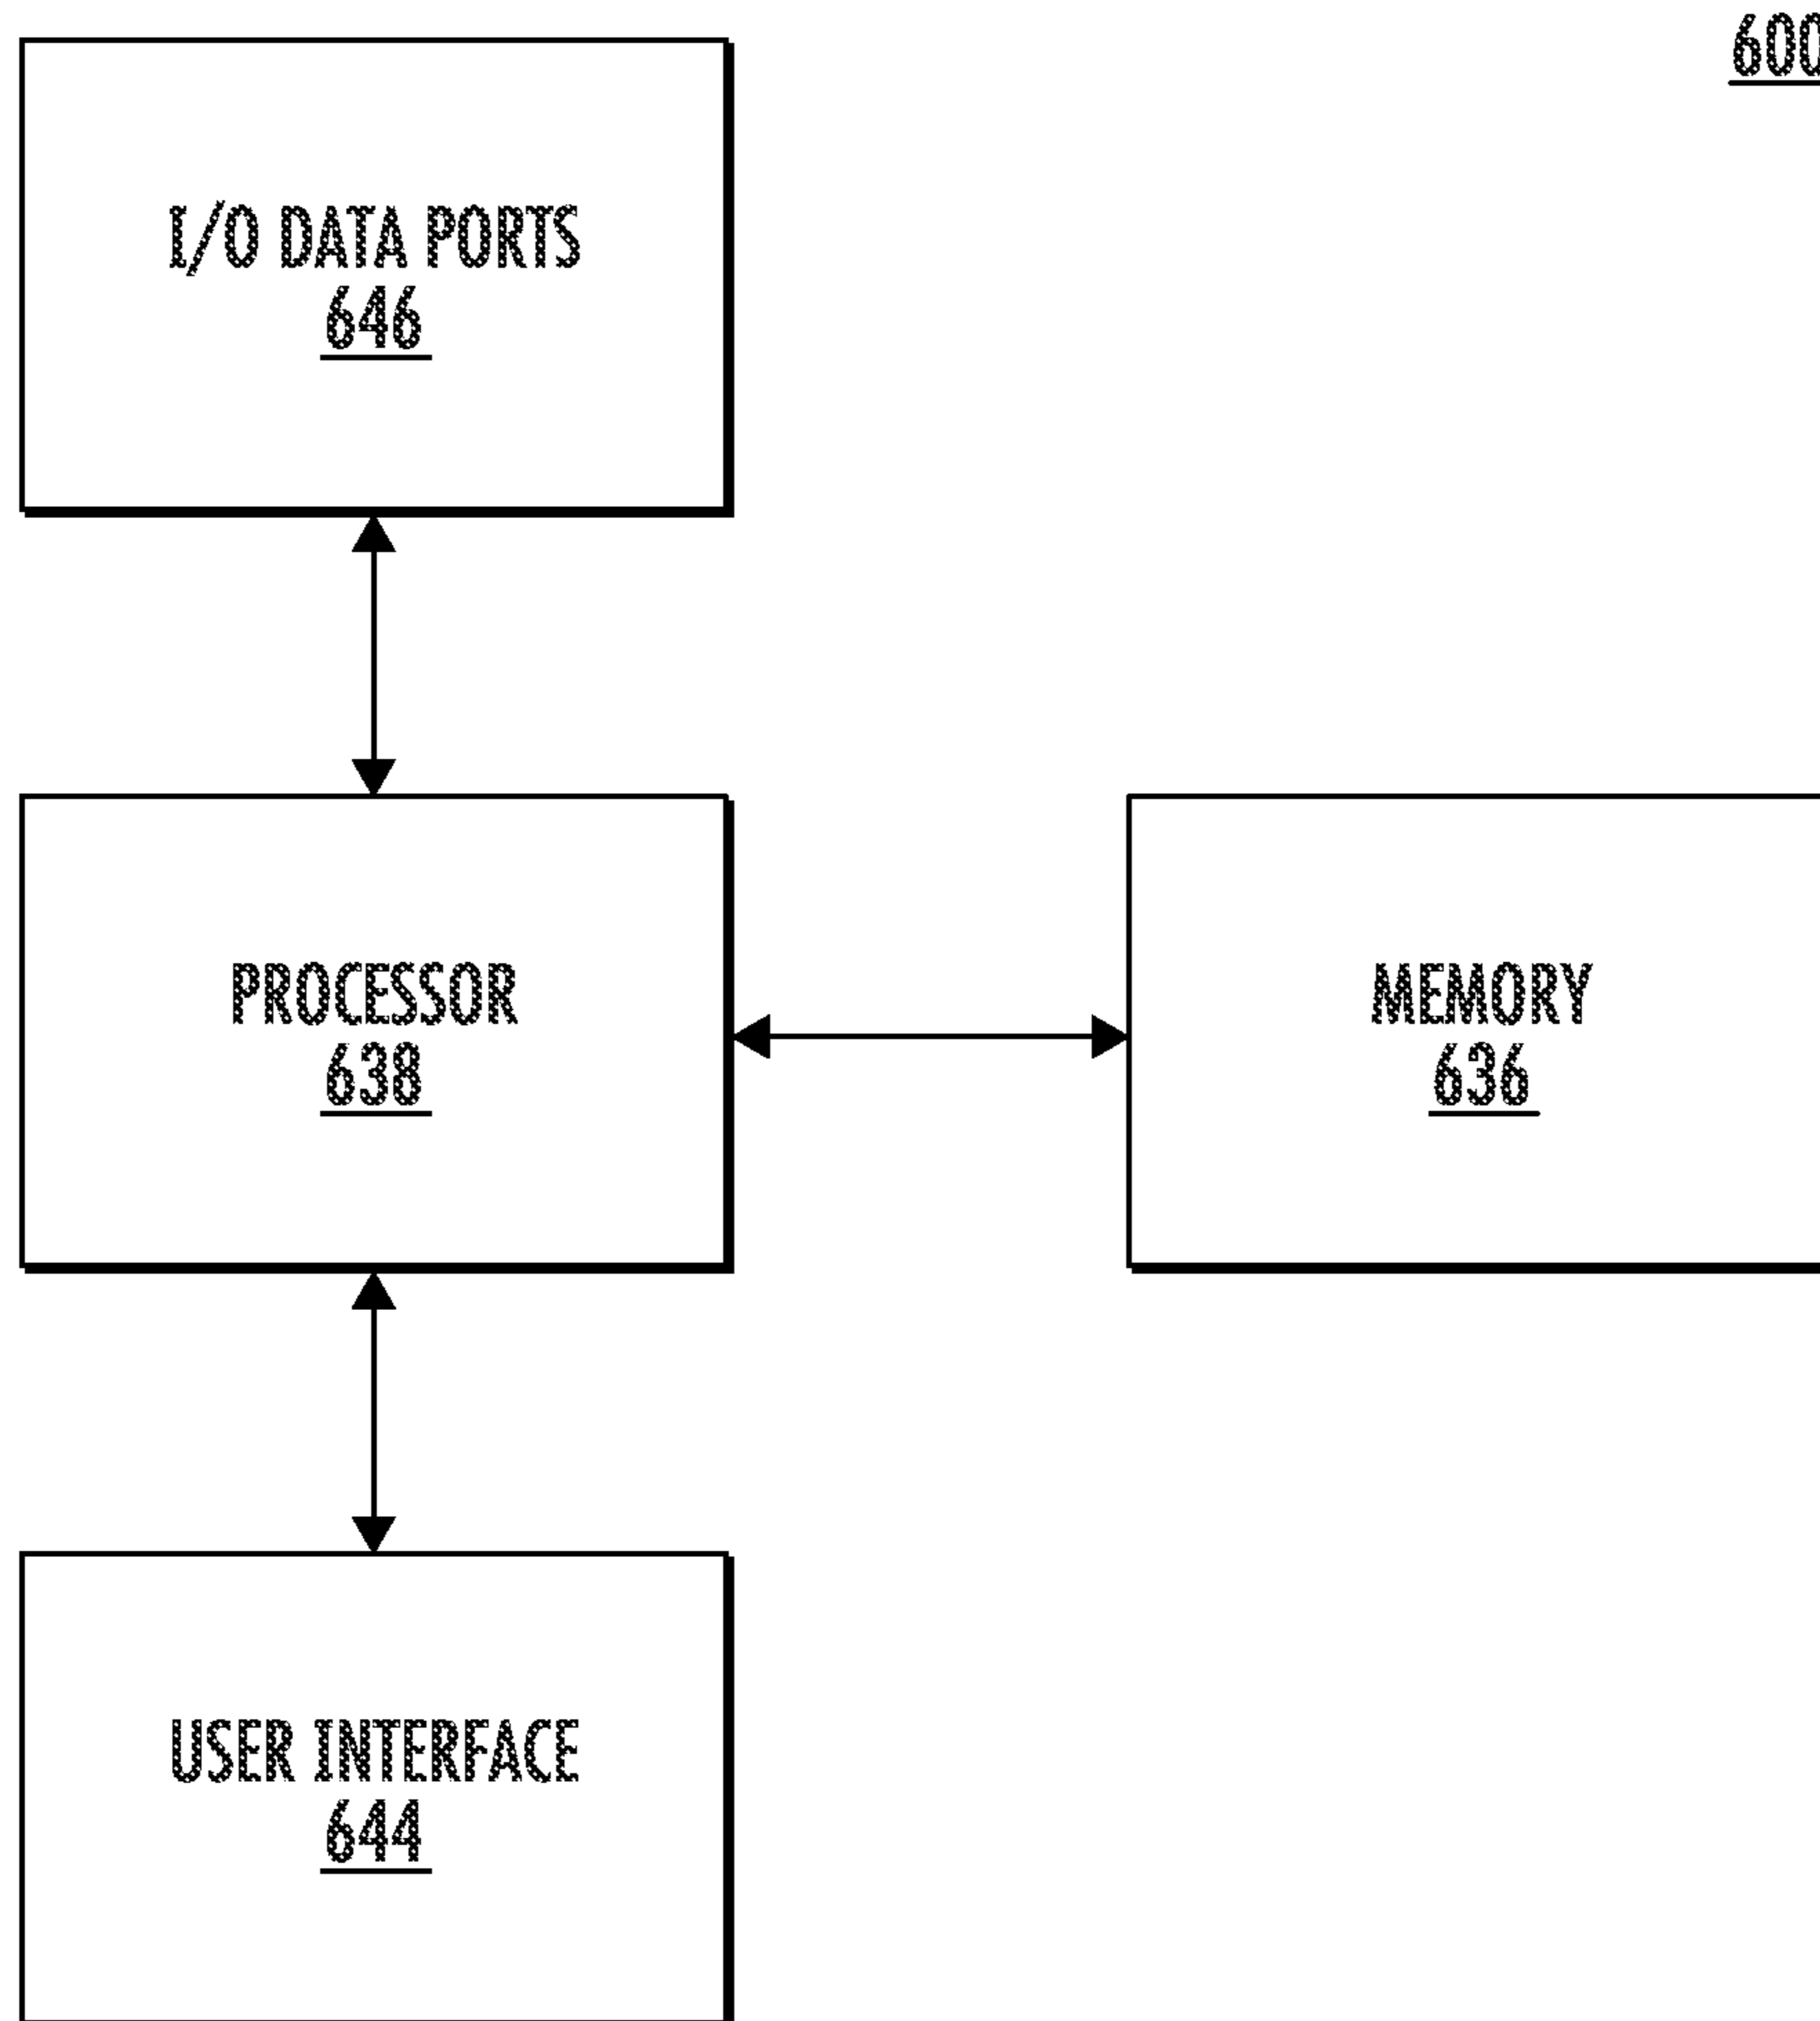 600
I/O DATA PORTS
646
PROCESSOR
638
MEMORY
636
USER INTERFACE
644